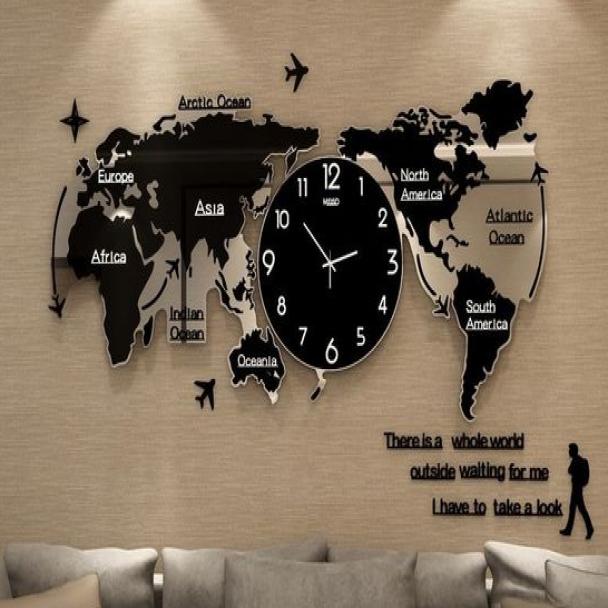 Arctic Ocean
Europe
Asia
Africa
Indian
Ocean
Oceania
12
1
2
3
4
5
6
7
8
9
10
11
North
America
Atlantic
Ocean
South
America
There is a whole world
outside waiting for me
I have to take a look